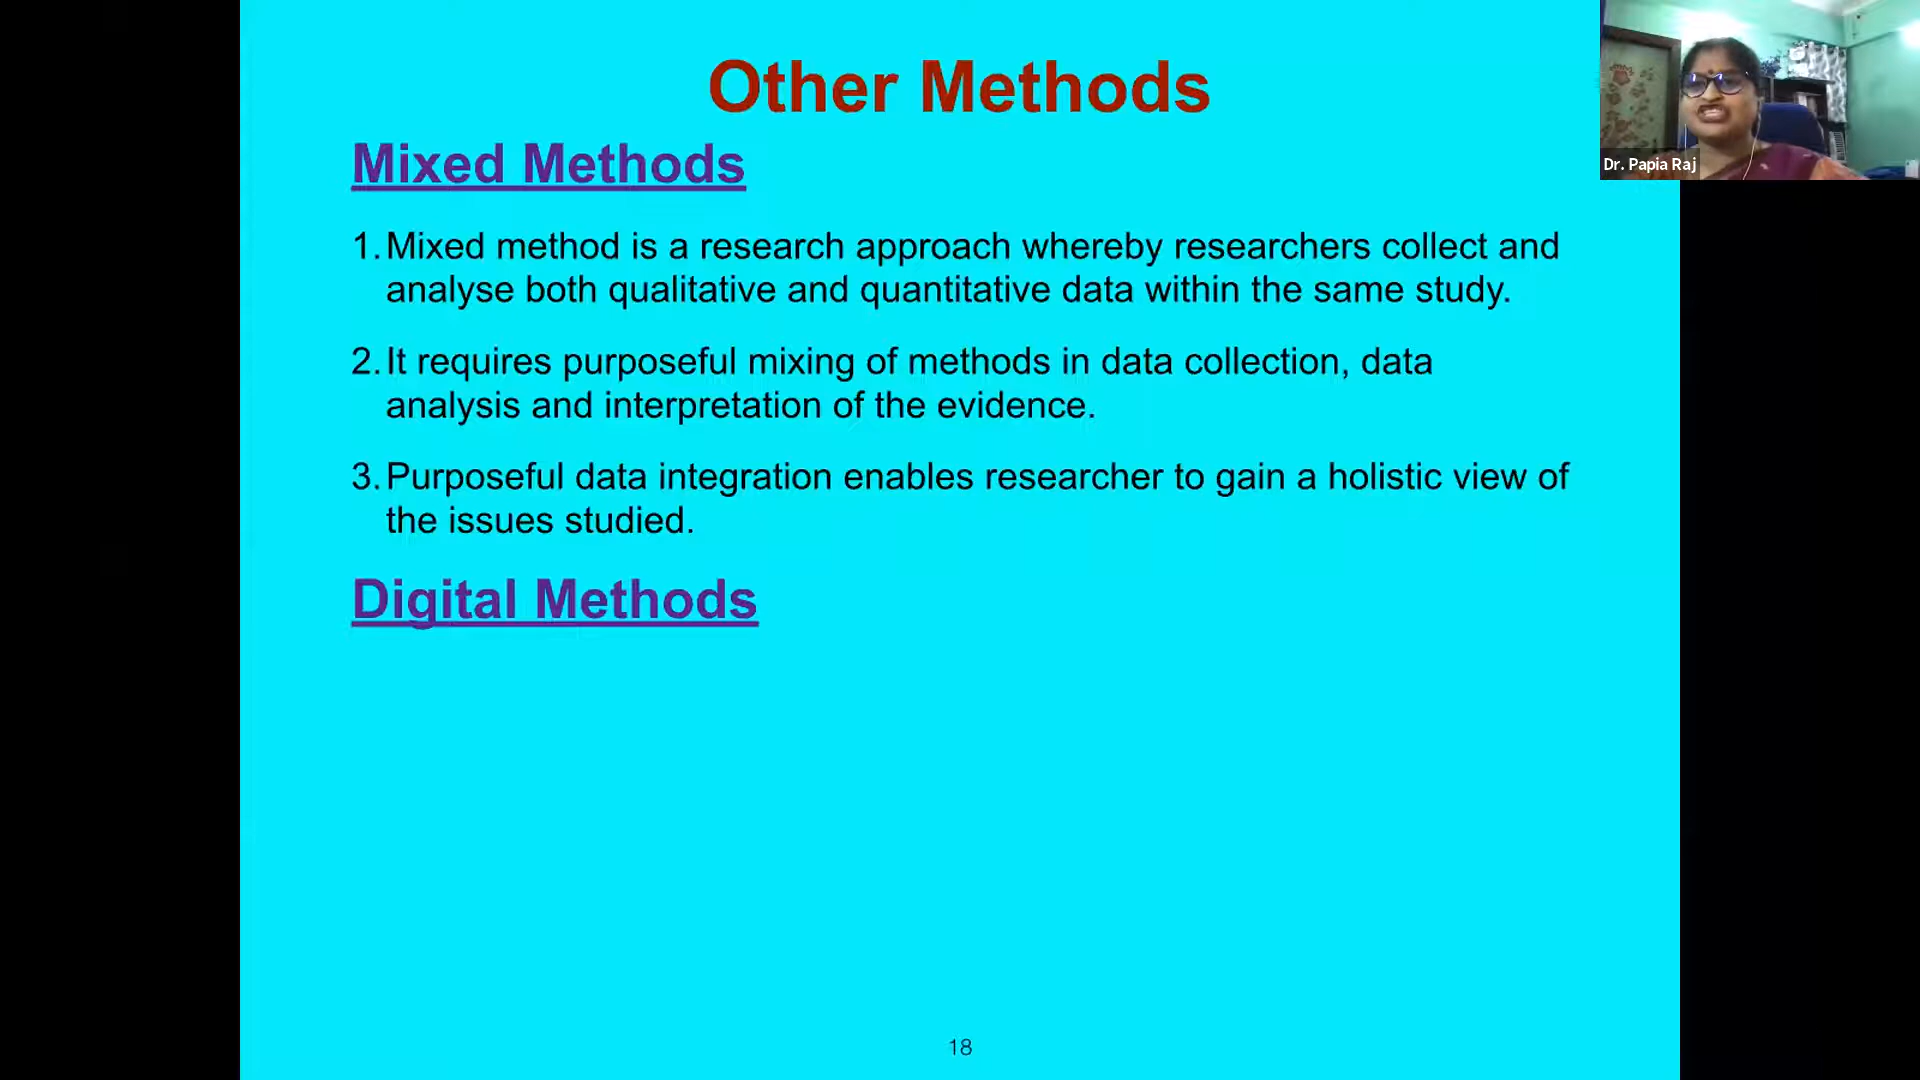 Other Methods
Dr. Papia Raj
Mixed Methods
1. Mixed method is a research approach whereby researchers collect and
analyse both qualitative and quantitative data within the same study.
2. It requires purposeful mixing of methods in data collection, data
analysis and interpretation of the evidence.
3. Purposeful data integration enables researcher to gain a holistic view of
the issues studied.
Digital Methods
18